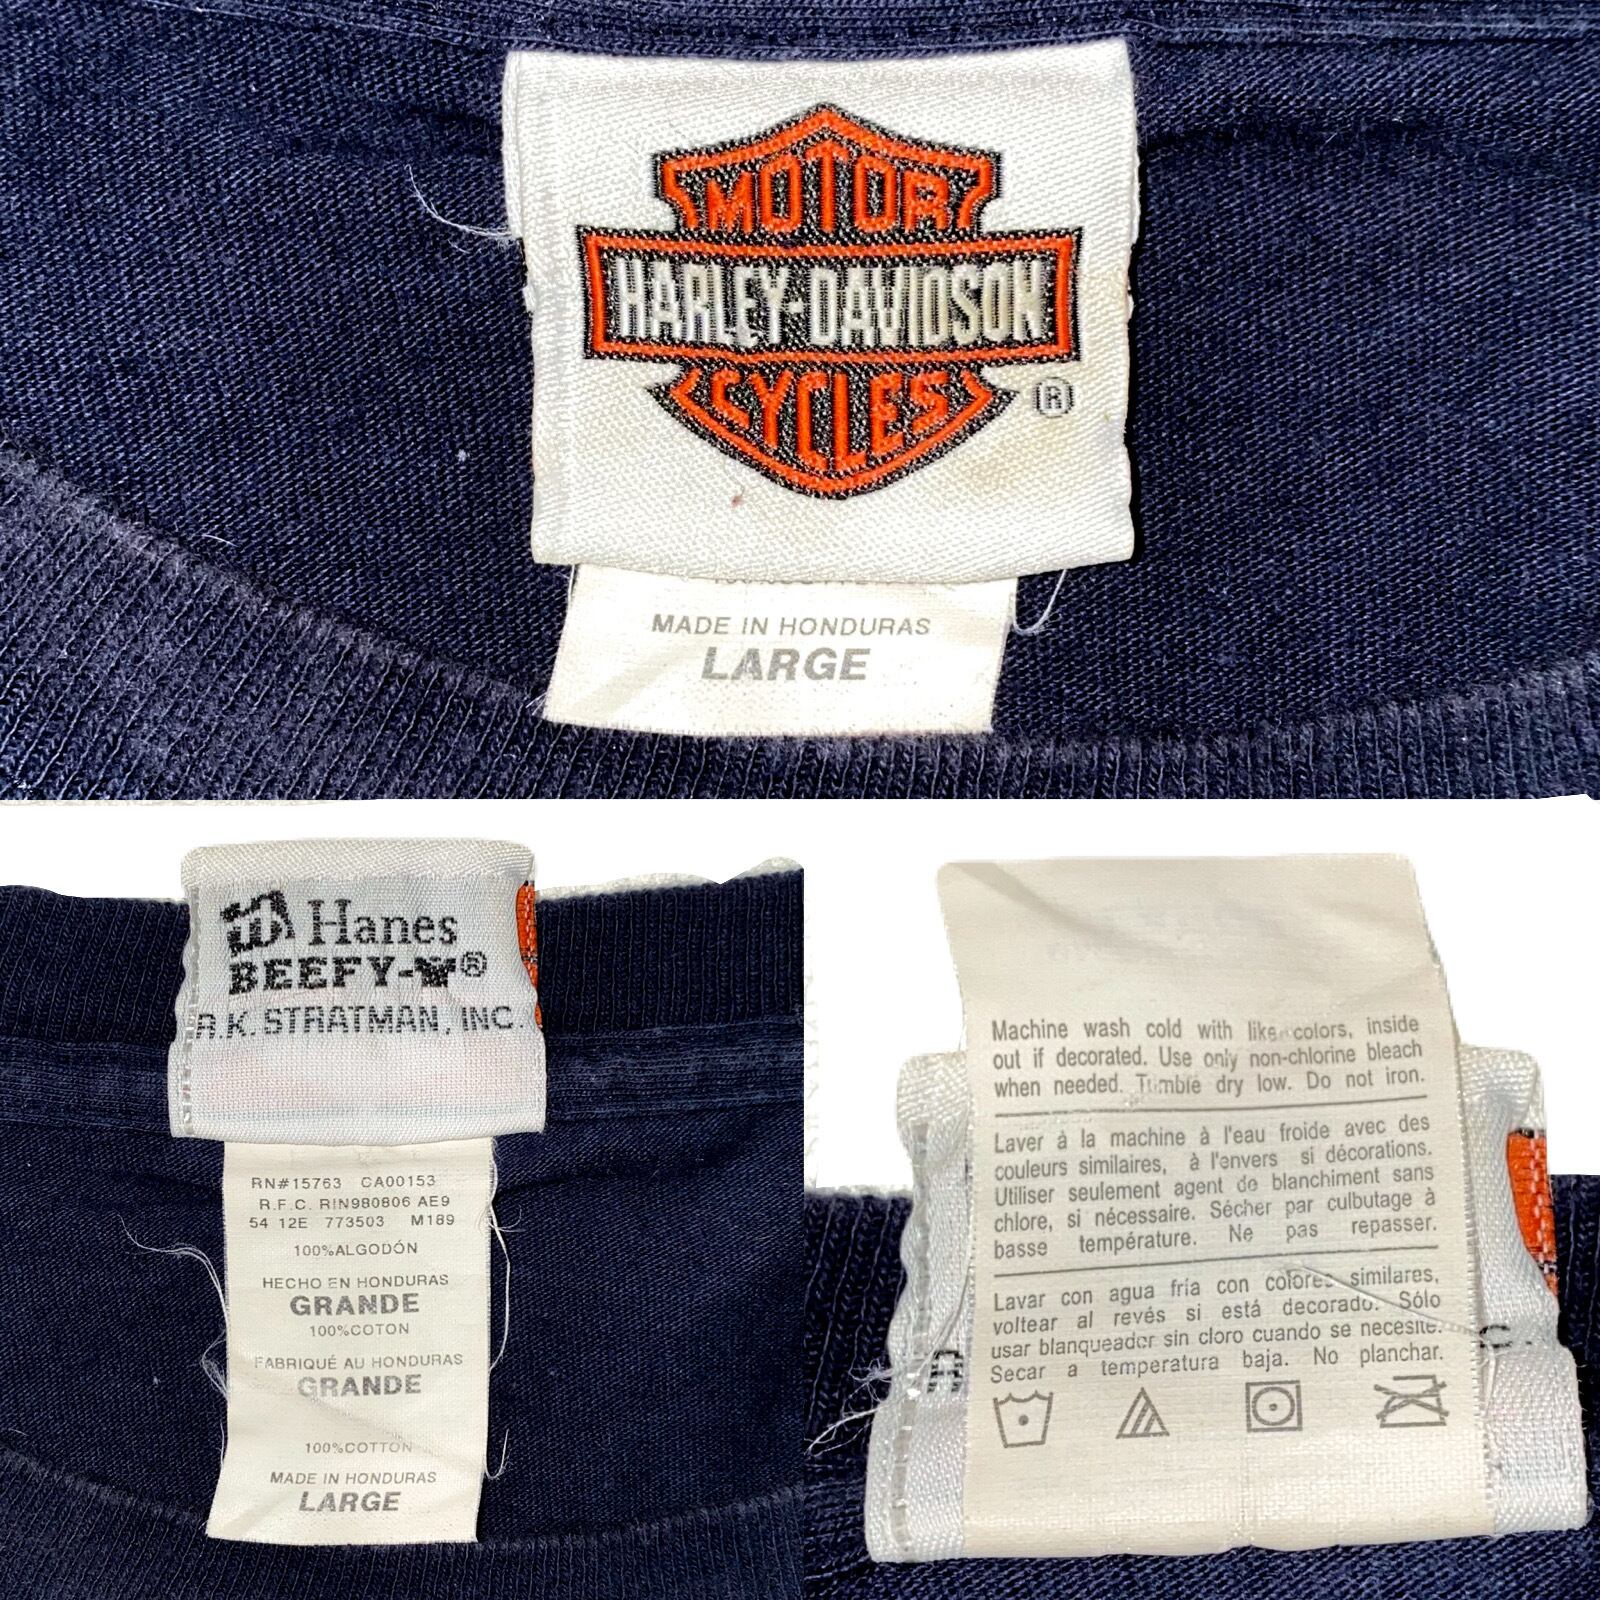 MOTOR
HARLEY-DAVIDSON
CYCLES
®
MADE IN HONDURAS
LARGE
Hanes
BEEFY-T®
R.K. STRATMAN, INC.
RN#15763 CA00153
R.F.C. RIN980806 AE9
54 12E 773503 M189
100%ALGODÓN
HECHO EN HONDURAS
GRANDE
100%COTON
FABRIQUÉ AU HONDURAS
GRANDE
100%COTTON
MADE IN HONDURAS
LARGE
Machine wash cold with like colors, inside
out if decorated. Use only non-chlorine bleach
when needed. Tumble dry low. Do not iron.
Laver à la machine à l'eau froide avec des
couleurs similaires, à l'envers si décorations.
Utiliser seulement agent de blanchiment sans
chlore, si nécessaire. Sécher par culbutage à
basse température. Ne pas repasser.
Lavar con agua fría con colores similares,
voltear al revés si está decorado. Sólo
usar blanqueador sin cloro cuando se necesite.
Secar a temperatura baja. No planchar.